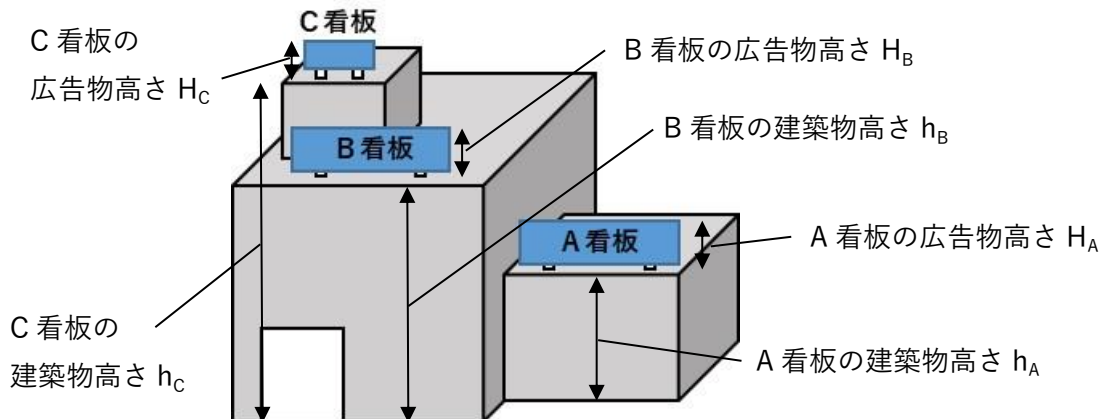 C 看板
C 看板の
広告物高さ H_C
B 看板の広告物高さ H_B
B 看板の建築物高さ h_B
B 看板
A 看板
A 看板の広告物高さ H_A
C 看板の
建築物高さ h_C
A 看板の建築物高さ h_A